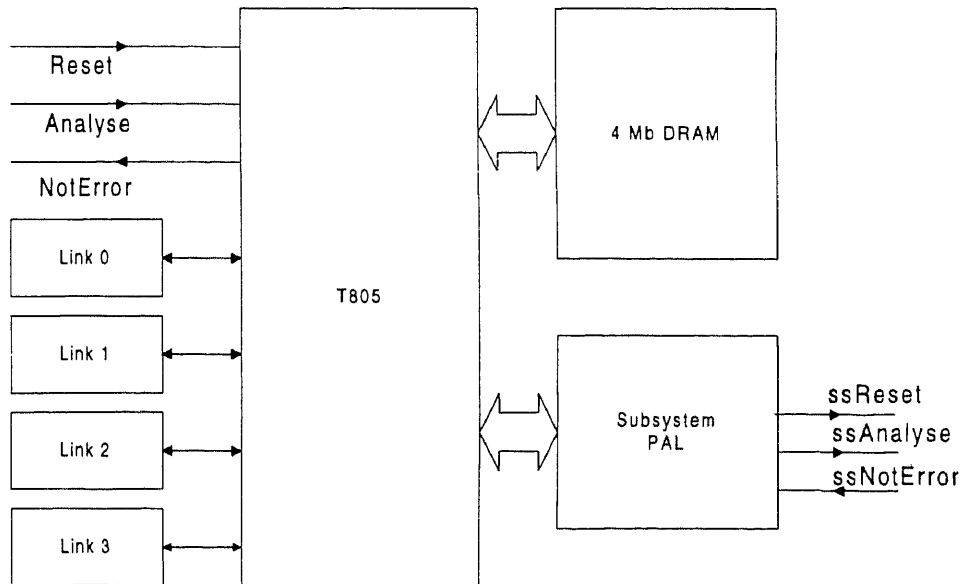 Reset
Analyse
NotError
Link 0
Link 1
Link 2
Link 3
T805
4 Mb DRAM
Subsystem
PAL
ssReset
ssAnalyse
ssNotError